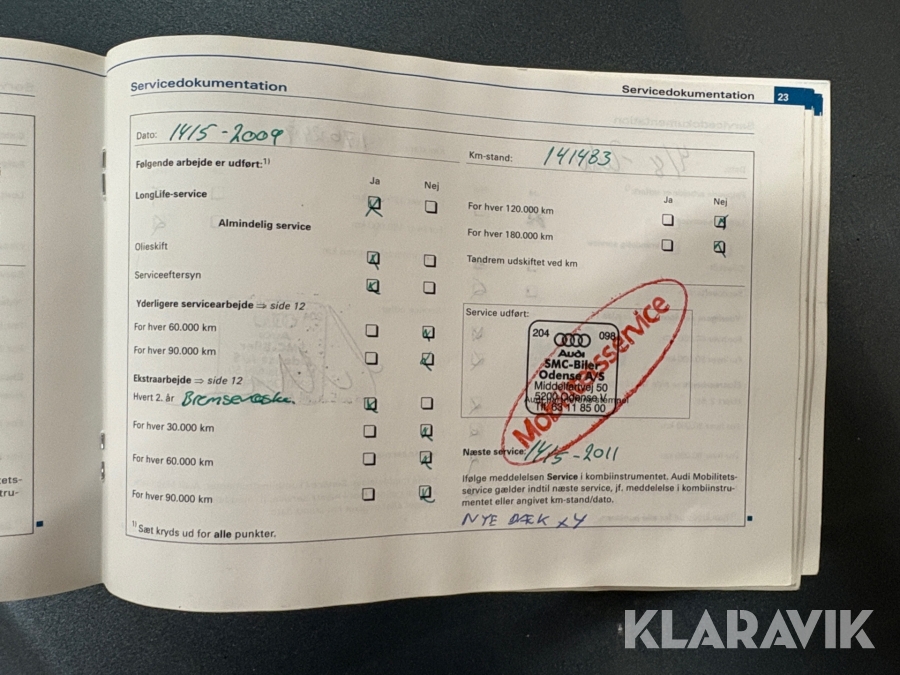 Servicedokumentation
Servicedokumentation 23
Dato: 14/5-2009
Km-stand: 141483
Følgende arbejde er udført:1)
Ja Nej
LongLife-service
Almindelig service
Olieskift
Serviceeftersyn
Yderligere servicearbejde ⇒ side 12
For hver 60.000 km
For hver 90.000 km
Ekstraarbejde ⇒ side 12
Hvert 2. år Bremsevæske
For hver 30.000 km
For hver 60.000 km
For hver 90.000 km
1) Sæt kryds ud for alle punkter.
Ja Nej
For hver 120.000 km
For hver 180.000 km
Tandrem udskiftet ved km
Service udført:
204 098
Audi
SMC-Biler
Odense A/S
Middelfartvej 50
5200 Odense V
Tlf. 63 11 85 00
Mobilitetsservice
Næste service: 14/5-2011
Ifølge meddelelsen Service i kombiinstrumentet. Audi Mobilitets-
service gælder indtil næste service, jf. meddelelse i kombiinstru-
mentet eller angivet km-stand/dato.
NYE DÆK x4
KLARAVIK